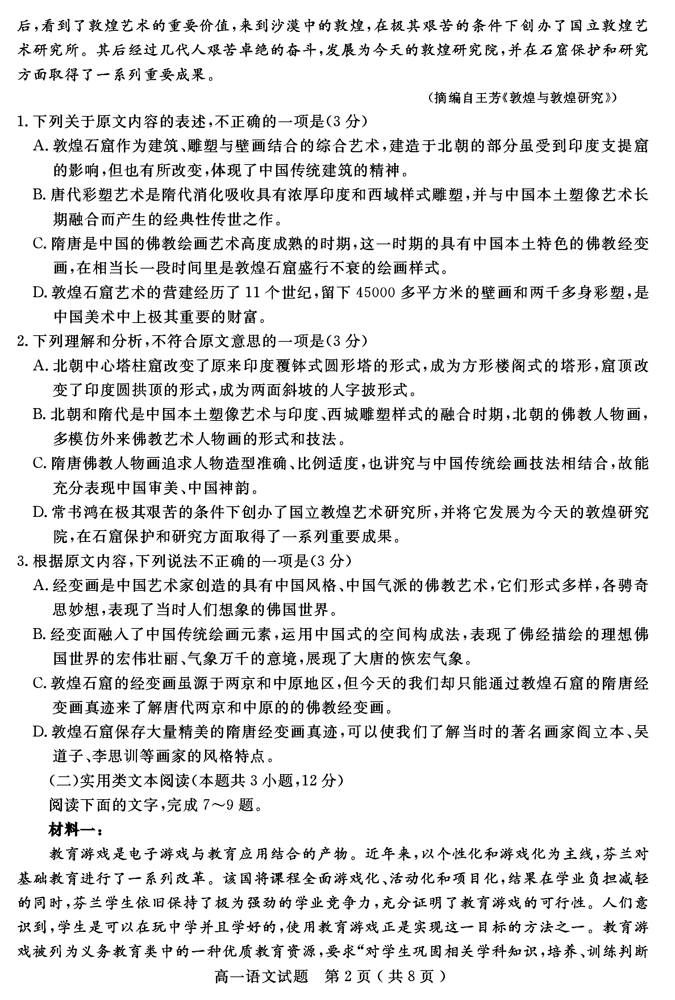 后,看到了敦煌艺术的重要价值,来到沙漠中的敦煌,在极其艰苦的条件下创办了国立敦煌艺
术研究所。其后经过几代人艰苦卓绝的奋斗,发展为今天的敦煌研究院,并在石窟保护和研究
方面取得了一系列重要成果。
(摘编自王芳《敦煌与敦煌研究》)
1. 下列关于原文内容的表述,不正确的一项是(3 分)
A. 敦煌石窟作为建筑、雕塑与壁画结合的综合艺术,建造于北朝的部分虽受到印度支提窟
的影响,但也有所改变,体现了中国传统建筑的精神。
B. 唐代彩塑艺术是隋代消化吸收具有浓厚印度和西域样式雕塑,并与中国本土塑像艺术长
期融合而产生的经典性传世之作。
C. 隋唐是中国的佛教绘画艺术高度成熟的时期,这一时期的具有中国本土特色的佛教经变
画,在相当长一段时间里是敦煌石窟盛行不衰的绘画样式。
D. 敦煌石窟艺术的营建经历了 11 个世纪,留下 45000 多平方米的壁画和两千多身彩塑,是
中国美术中上极其重要的财富。
2. 下列理解和分析,不符合原文意思的一项是(3 分)
A. 北朝中心塔柱窟改变了原来印度覆钵式圆形塔的形式,成为方形楼阁式的塔形,窟顶改
变了印度圆拱顶的形式,成为两面斜坡的人字披形式。
B. 北朝和隋代是中国本土塑像艺术与印度、西城雕塑样式的融合时期,北朝的佛教人物画,
多模仿外来佛教艺术人物画的形式和技法。
C. 隋唐佛教人物画追求人物造型准确、比例适度,也讲究与中国传统绘画技法相结合,故能
充分表现中国审美、中国神韵。
D. 常书鸿在极其艰苦的条件下创办了国立教煌艺术研究所,并将它发展为今天的敦煌研究
院,在石窟保护和研究方面取得了一系列重要成果。
3. 根据原文内容,下列说法不正确的一项是(3 分)
A. 经变画是中国艺术家创造的具有中国风格、中国气派的佛教艺术,它们形式多样,各骋奇
思妙想,表现了当时人们想象的佛国世界。
B. 经变面融入了中国传统绘画元素,运用中国式的空间构成法,表现了佛经描绘的理想佛
国世界的宏伟壮丽、气象万千的意境,展现了大唐的恢宏气象。
C. 敦煌石窟的经变画虽源于两京和中原地区,但今天的我们却只能通过教煌石窟的隋唐经
变画真迹来了解唐代两京和中原的的佛教经变画。
D. 敦煌石窟保存大量精美的隋唐经变画真迹,可以使我们了解当时的著名画家阎立本、吴
道子、李思训等画家的风格特点。
(二)实用类文本阅读(本题共 3 小题,12 分)
阅读下面的文字,完成 7～9 题。
材料一:
教育游戏是电子游戏与教育应用结合的产物。近年来,以个性化和游戏化为主线,芬兰对
基础教育进行了一系列改革。该国将课程全面游戏化、活动化和项目化,结果在学业负担减轻
的同时,芬兰学生依旧保持了极为强劲的学业竞争力,充分证明了教育游戏的可行性。人们意
识到,学生是可以在玩中学并且学好的,使用教育游戏正是实现这一目标的方法之一。教育游
戏被列为义务教育类中的一种优质教育资源,要求“对学生巩固相关学科知识,培养、训练判断
高一语文试题 第 2 页 ( 共 8 页 )